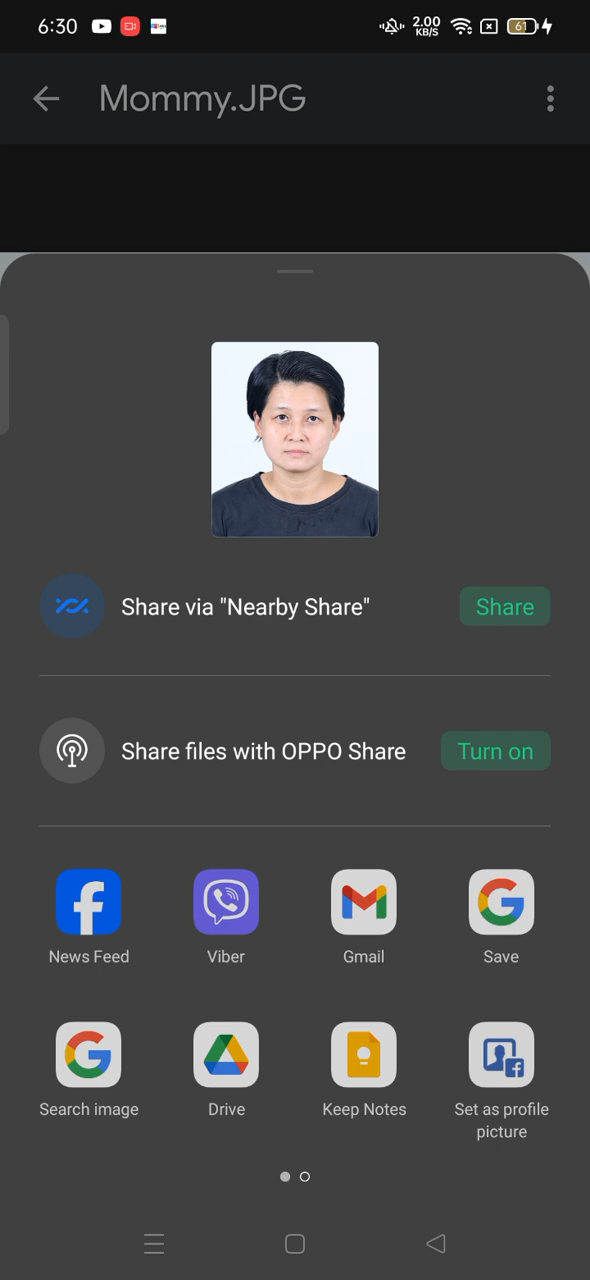 6:30
2.00
KB/S
61
Mommy.JPG
Share via "Nearby Share"
Share
Share files with OPPO Share
Turn on
News Feed
Viber
Gmail
Save
Search image
Drive
Keep Notes
Set as profile
picture